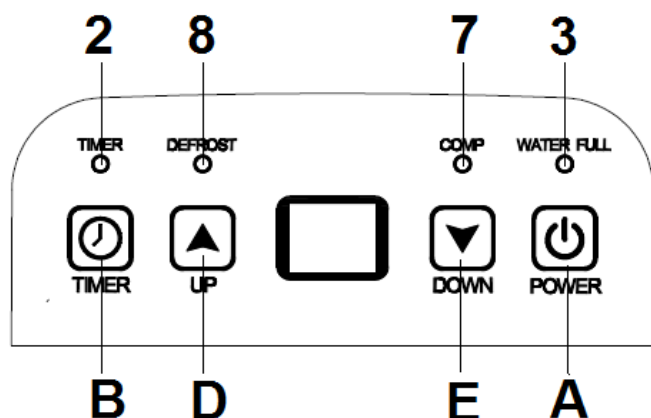 2 8 7 3
TIMER DEFROST COMP WATER FULL
TIMER UP DOWN POWER
B D E A